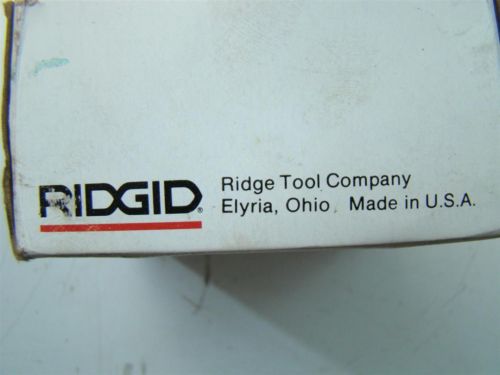 RIDGID®
Ridge Tool Company
Elyria, Ohio. Made in U.S.A.